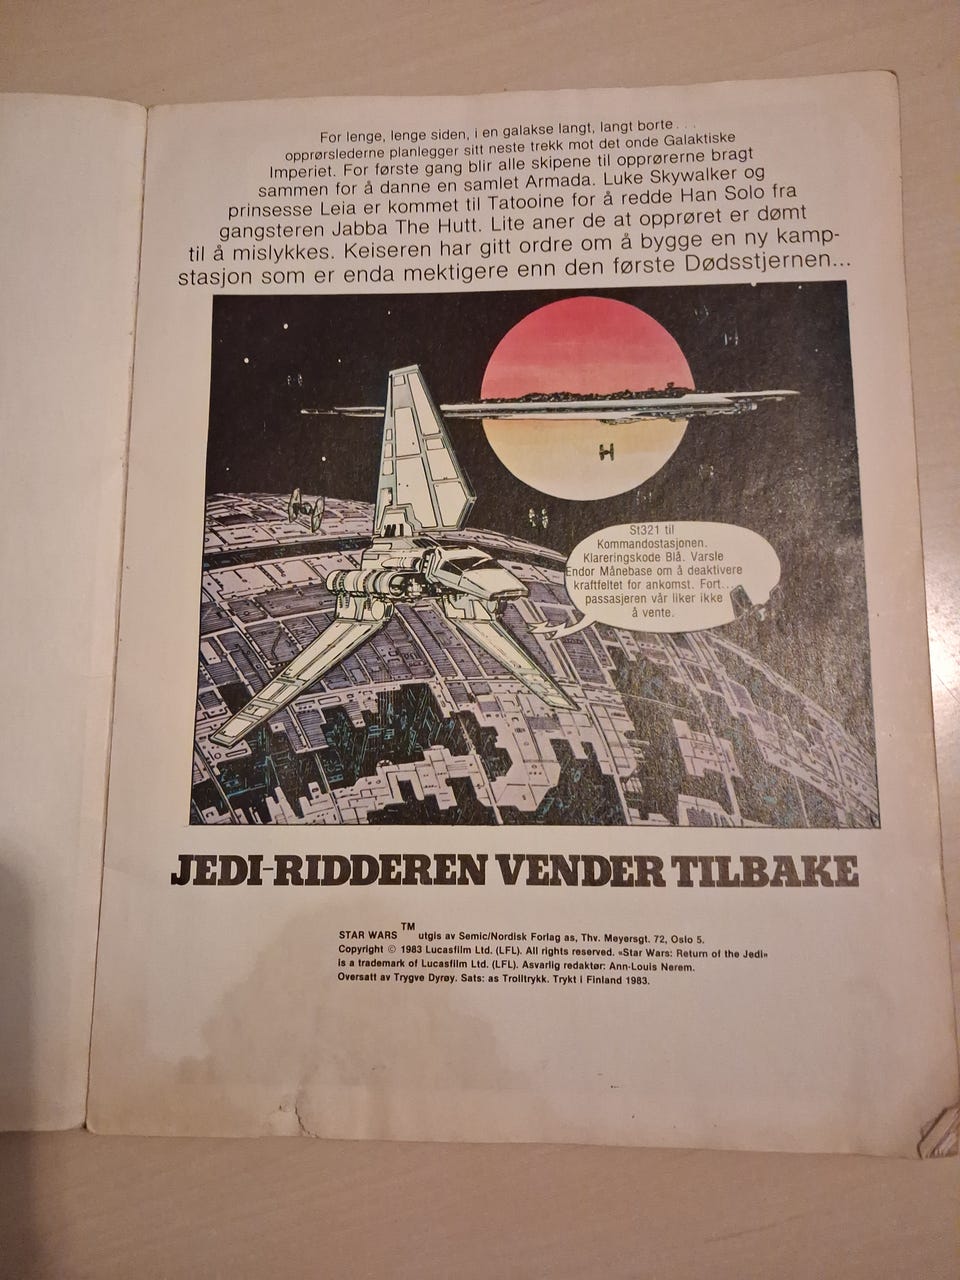 For lenge, lenge siden, i en galakse langt, langt borte . . .
opprørslederne planlegger sitt neste trekk mot det onde Galaktiske
Imperiet. For første gang blir alle skipene til opprørerne bragt
sammen for å danne en samlet Armada. Luke Skywalker og
prinsesse Leia er kommet til Tatooine for å redde Han Solo fra
gangsteren Jabba The Hutt. Lite aner de at opprøret er dømt
til å mislykkes. Keiseren har gitt ordre om å bygge en ny kamp-
stasjon som er enda mektigere enn den første Dødsstjernen...
St321 til
Kommandostasjonen.
Klareringskode Blå. Varsle
Endor Månebase om å deaktivere
kraftfeltet for ankomst. Fort...
passasjeren vår liker ikke
å vente.
JEDI-RIDDEREN VENDER TILBAKE
STAR WARS TM utgis av Semic/Nordisk Forlag as, Thv. Meyersgt. 72, Oslo 5.
Copyright © 1983 Lucasfilm Ltd. (LFL). All rights reserved. «Star Wars: Return of the Jedi»
is a trademark of Lucasfilm Ltd. (LFL). Asvarlig redaktør: Ann-Louis Nerem.
Oversatt av Trygve Dyrøy. Sats: as Trolltrykk. Trykt i Finland 1983.